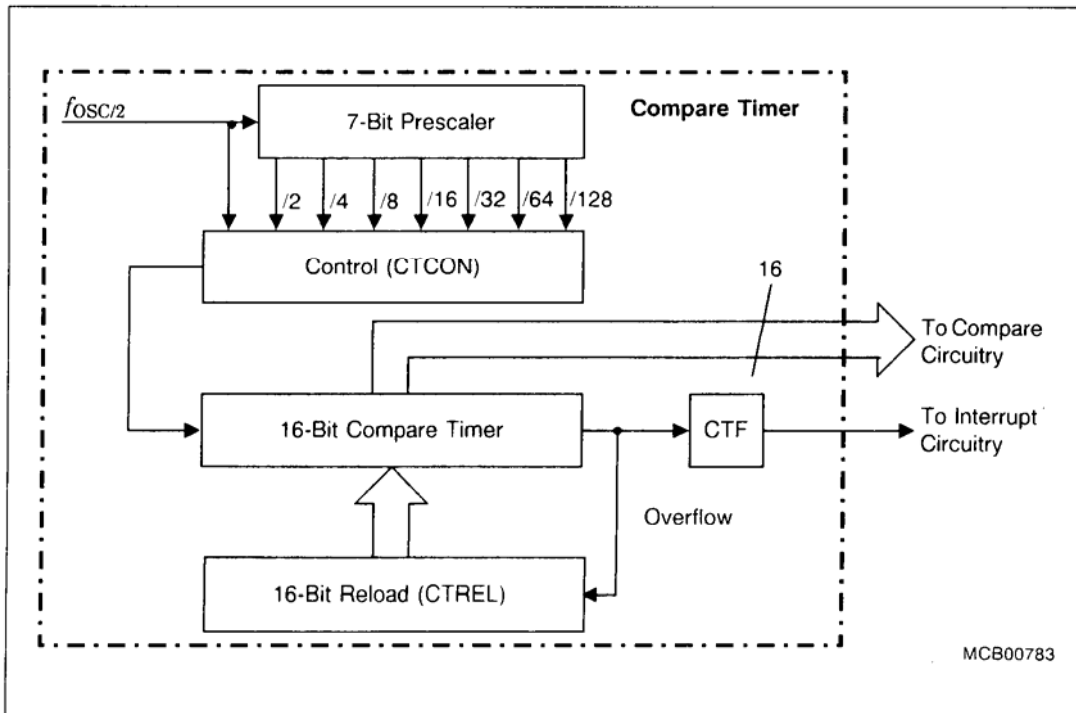 fOSC/2
7-Bit Prescaler
Compare Timer
/2 /4 /8 /16 /32 /64 /128
Control (CTCON)
16
To Compare
Circuitry
16-Bit Compare Timer
CTF
To Interrupt
Circuitry
Overflow
16-Bit Reload (CTREL)
MCB00783